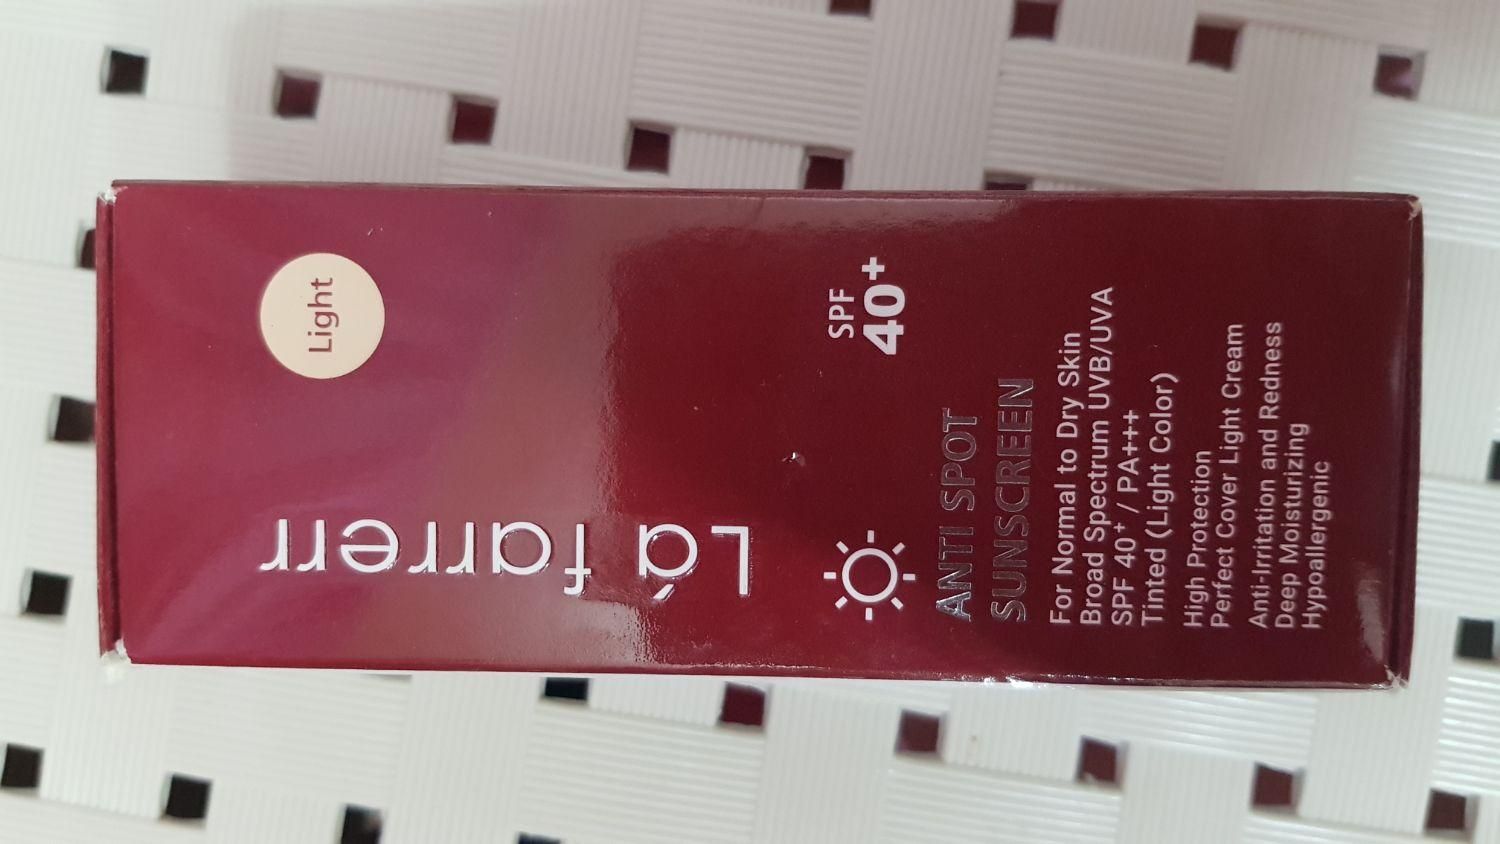 Light
Lá farrerr
SPF
40+
ANTI SPOT
SUNSCREEN
For Normal to Dry Skin
Broad Spectrum UVB/UVA
SPF 40⁺ / PA+++
Tinted (Light Color)
High Protection
Perfect Cover Light Cream
Anti-Irritation and Redness
Deep Moisturizing
Hypoallergenic